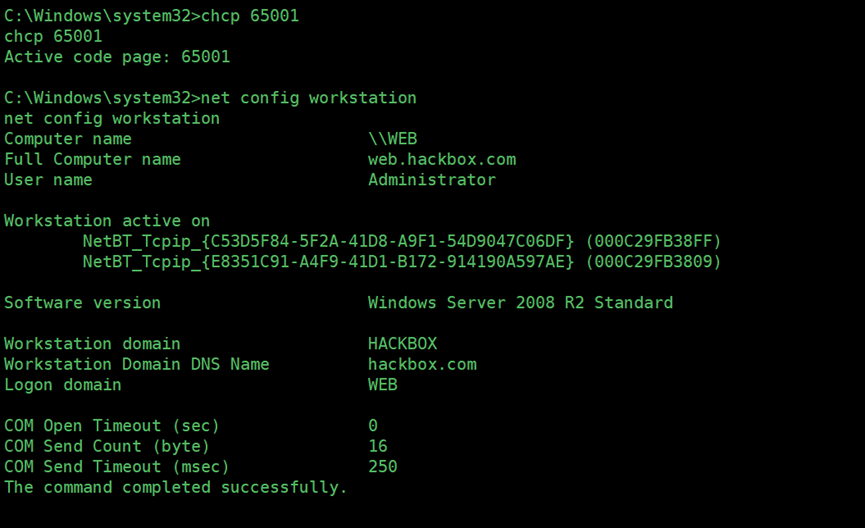 C:\Windows\system32>chcp 65001
chcp 65001
Active code page: 65001
C:\Windows\system32>net config workstation
net config workstation
Computer name                        \\WEB
Full Computer name                   web.hackbox.com
User name                            Administrator
Workstation active on
        NetBT_Tcpip_{C53D5F84-5F2A-41D8-A9F1-54D9047C06DF} (000C29FB38FF)
        NetBT_Tcpip_{E8351C91-A4F9-41D1-B172-914190A597AE} (000C29FB3809)
Software version                     Windows Server 2008 R2 Standard
Workstation domain                   HACKBOX
Workstation Domain DNS Name          hackbox.com
Logon domain                         WEB
COM Open Timeout (sec)               0
COM Send Count (byte)                16
COM Send Timeout (msec)              250
The command completed successfully.